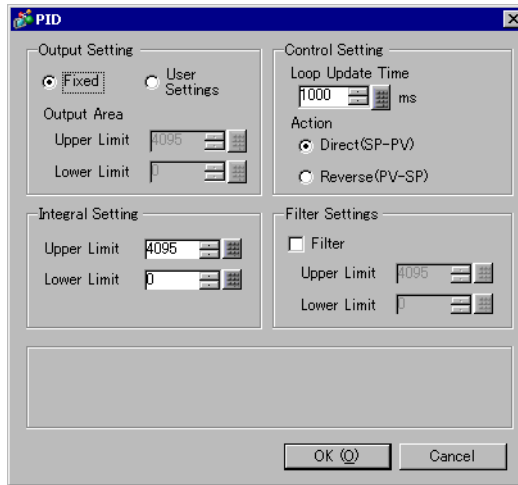 PID
Output Setting
Fixed
User
Settings
Output Area
Upper Limit 4095
Lower Limit 0
Control Setting
Loop Update Time
1000 ms
Action
Direct(SP-PV)
Reverse(PV-SP)
Integral Setting
Upper Limit 4095
Lower Limit 0
Filter Settings
Filter
Upper Limit 4095
Lower Limit 0
OK (O)
Cancel